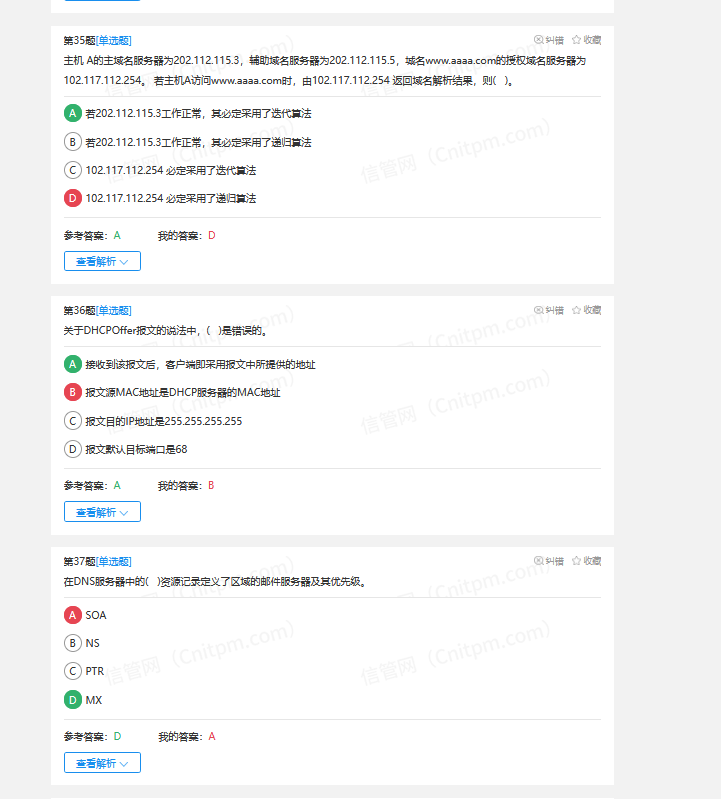 第35题[单选题]
纠错 收藏
主机 A的主域名服务器为202.112.115.3，辅助域名服务器为202.112.115.5，域名www.aaaa.com的授权域名服务器为
102.117.112.254。 若主机A访问www.aaaa.com时，由102.117.112.254 返回域名解析结果，则( )。
A 若202.112.115.3工作正常，其必定采用了迭代算法
B 若202.112.115.3工作正常，其必定采用了递归算法
C 102.117.112.254 必定采用了迭代算法
D 102.117.112.254 必定采用了递归算法
参考答案： A 我的答案： D
查看解析
第36题[单选题]
纠错 收藏
关于DHCPOffer报文的说法中，( )是错误的。
A 接收到该报文后，客户端即采用报文中所提供的地址
B 报文源MAC地址是DHCP服务器的MAC地址
C 报文目的IP地址是255.255.255.255
D 报文默认目标端口是68
参考答案： A 我的答案： B
查看解析
第37题[单选题]
纠错 收藏
在DNS服务器中的( )资源记录定义了区域的邮件服务器及其优先级。
A SOA
B NS
C PTR
D MX
参考答案： D 我的答案： A
查看解析
信管网（Cnitpm.com）
信管网（Cnitpm.com）
信管网（Cnitpm.com）
信管网（Cnitpm.com）